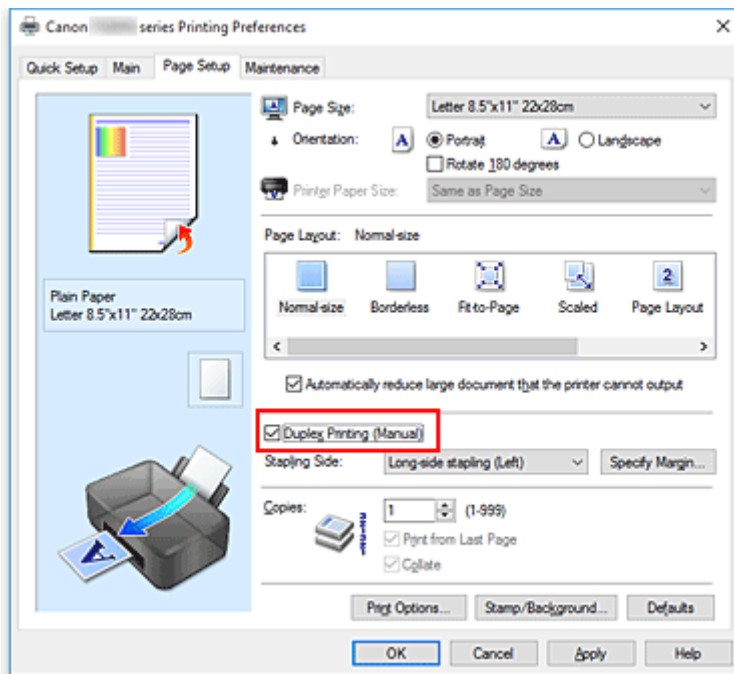 Canon series Printing Preferences
Quick Setup Main Page Setup Maintenance
Page Size: Letter 8.5"x11" 22x28cm
Orientation: A Portrait A Landscape
Rotate 180 degrees
Printer Paper Size: Same as Page Size
Page Layout: Normal-size
2
Normal-size Borderless Fit-to-Page Scaled Page Layout
Plain Paper
Letter 8.5"x11" 22x28cm
Automatically reduce large document that the printer cannot output
Duplex Printing (Manual)
Stapling Side: Long-side stapling (Left) Specify Margin...
Copies: 1 (1-999)
Print from Last Page
Collate
A
Print Options... Stamp/Background... Defaults
OK Cancel Apply Help